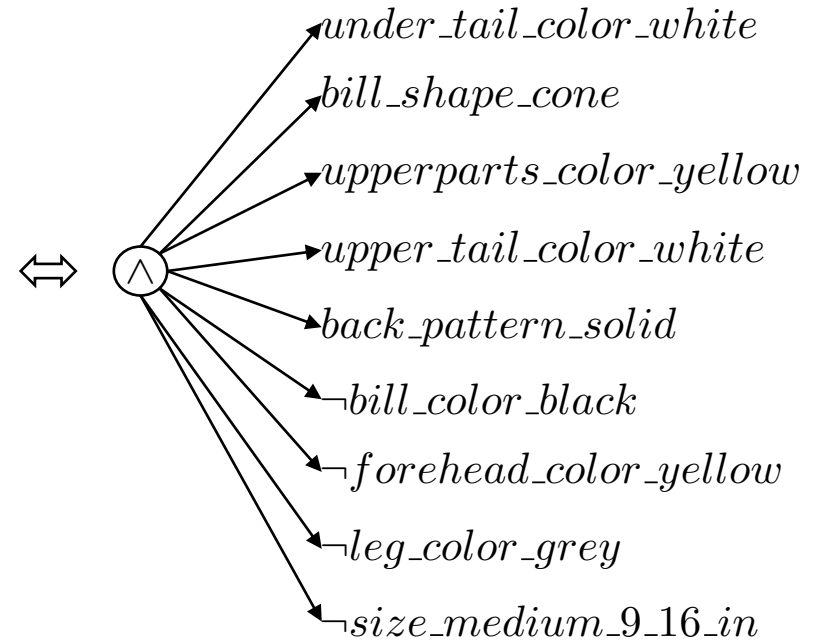 under_tail_color_white
bill_shape_cone
upperparts_color_yellow
upper_tail_color_white
⇔ ∧ back_pattern_solid
¬bill_color_black
¬forehead_color_yellow
¬leg_color_grey
¬size_medium_9_16_in